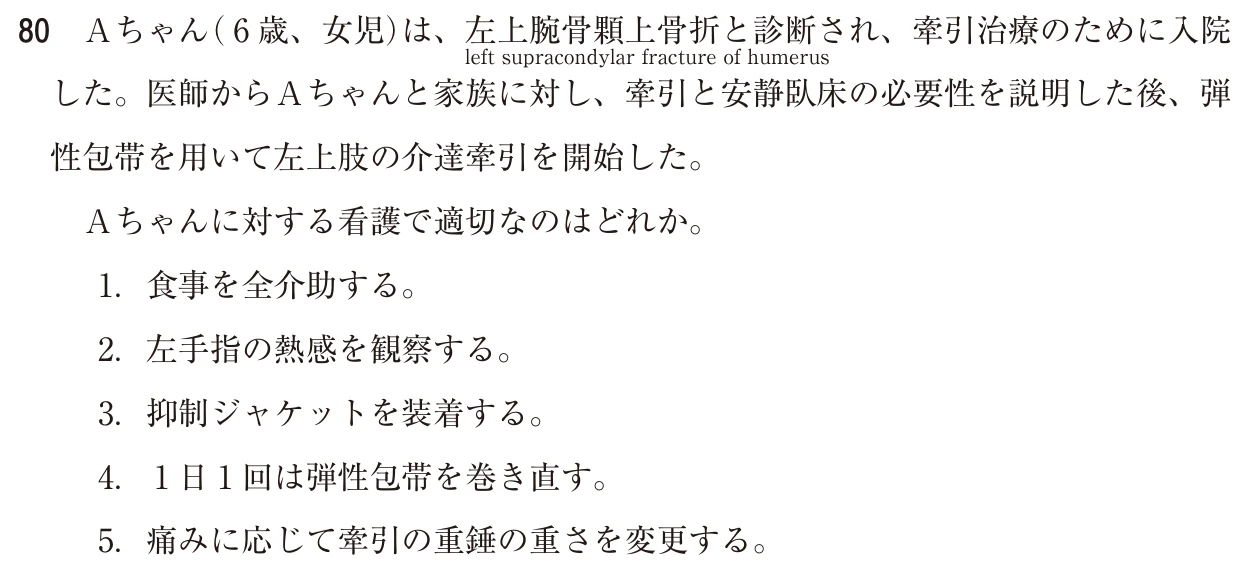 80 Aちゃん(6歳、女児)は、左上腕骨顆上骨折と診断され、牽引治療のために入院
left supracondylar fracture of humerus
した。医師からAちゃんと家族に対し、牽引と安静臥床の必要性を説明した後、弾
性包帯を用いて左上肢の介達牽引を開始した。
Aちゃんに対する看護で適切なのはどれか。
1. 食事を全介助する。
2. 左手指の熱感を観察する。
3. 抑制ジャケットを装着する。
4. 1日1回は弾性包帯を巻き直す。
5. 痛みに応じて牽引の重錘の重さを変更する。